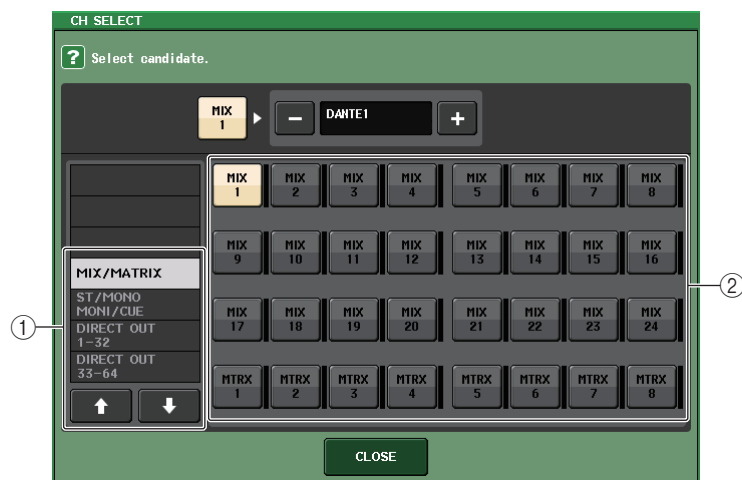 CH SELECT
? Select candidate.
MIX 1 − DANTE1 +
MIX 1 MIX 2 MIX 3 MIX 4 MIX 5 MIX 6 MIX 7 MIX 8
MIX 9 MIX 10 MIX 11 MIX 12 MIX 13 MIX 14 MIX 15 MIX 16
MIX/MATRIX
ST/MONO
MONI/CUE
DIRECT OUT
1-32
DIRECT OUT
33-64
①
②
MIX 17 MIX 18 MIX 19 MIX 20 MIX 21 MIX 22 MIX 23 MIX 24
MTRX 1 MTRX 2 MTRX 3 MTRX 4 MTRX 5 MTRX 6 MTRX 7 MTRX 8
CLOSE